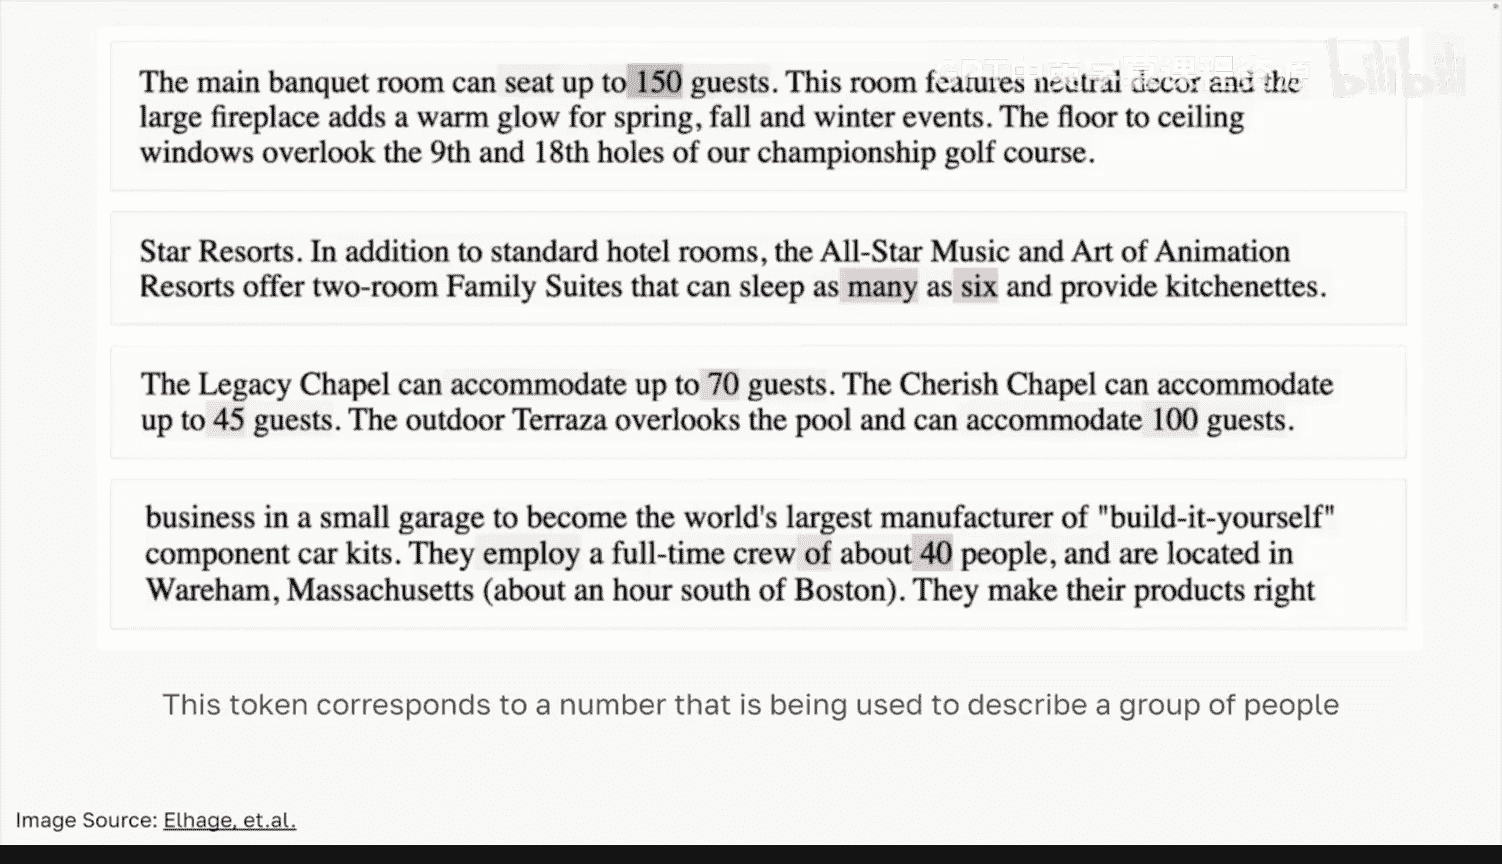 The main banquet room can seat up to 150 guests. This room features neutral decor and the
large fireplace adds a warm glow for spring, fall and winter events. The floor to ceiling
windows overlook the 9th and 18th holes of our championship golf course.
Star Resorts. In addition to standard hotel rooms, the All-Star Music and Art of Animation
Resorts offer two-room Family Suites that can sleep as many as six and provide kitchenettes.
The Legacy Chapel can accommodate up to 70 guests. The Cherish Chapel can accommodate
up to 45 guests. The outdoor Terraza overlooks the pool and can accommodate 100 guests.
business in a small garage to become the world's largest manufacturer of "build-it-yourself"
component car kits. They employ a full-time crew of about 40 people, and are located in
Wareham, Massachusetts (about an hour south of Boston). They make their products right
This token corresponds to a number that is being used to describe a group of people
Image Source: Elhage, et.al.
bilibili